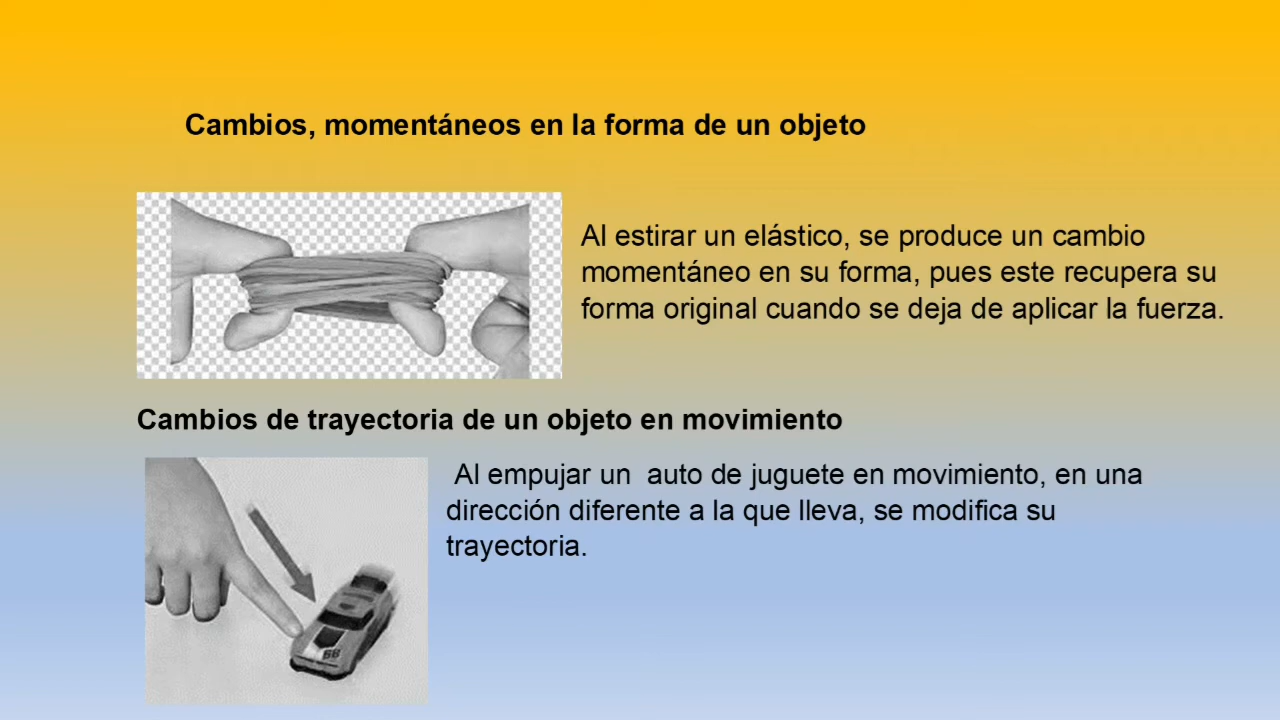 Cambios, momentáneos en la forma de un objeto
Al estirar un elástico, se produce un cambio
momentáneo en su forma, pues este recupera su
forma original cuando se deja de aplicar la fuerza.
Cambios de trayectoria de un objeto en movimiento
Al empujar un auto de juguete en movimiento, en una
dirección diferente a la que lleva, se modifica su
trayectoria.